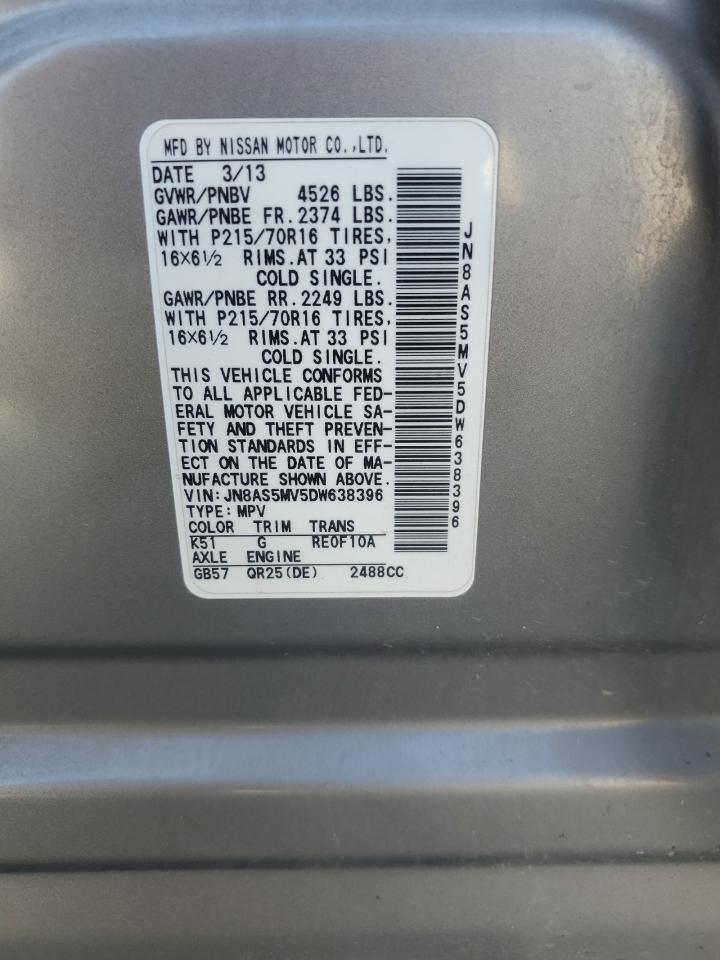 MFD BY NISSAN MOTOR CO.,LTD.
DATE 3/13
GVWR/PNBV 4526 LBS.
GAWR/PNBE FR.2374 LBS.
WITH P215/70R16 TIRES,
16×6½ RIMS.AT 33 PSI
COLD SINGLE.
GAWR/PNBE RR.2249 LBS.
WITH P215/70R16 TIRES,
16×6½ RIMS.AT 33 PSI
COLD SINGLE.
THIS VEHICLE CONFORMS
TO ALL APPLICABLE FED-
ERAL MOTOR VEHICLE SA-
FETY AND THEFT PREVEN-
TION STANDARDS IN EFF-
ECT ON THE DATE OF MA-
NUFACTURE SHOWN ABOVE.
VIN:JN8AS5MV5DW638396
TYPE:MPV
COLOR TRIM TRANS
K51 G RE0F10A
AXLE ENGINE
GB57 QR25(DE) 2488CC
JN8AS5MV5DW638396